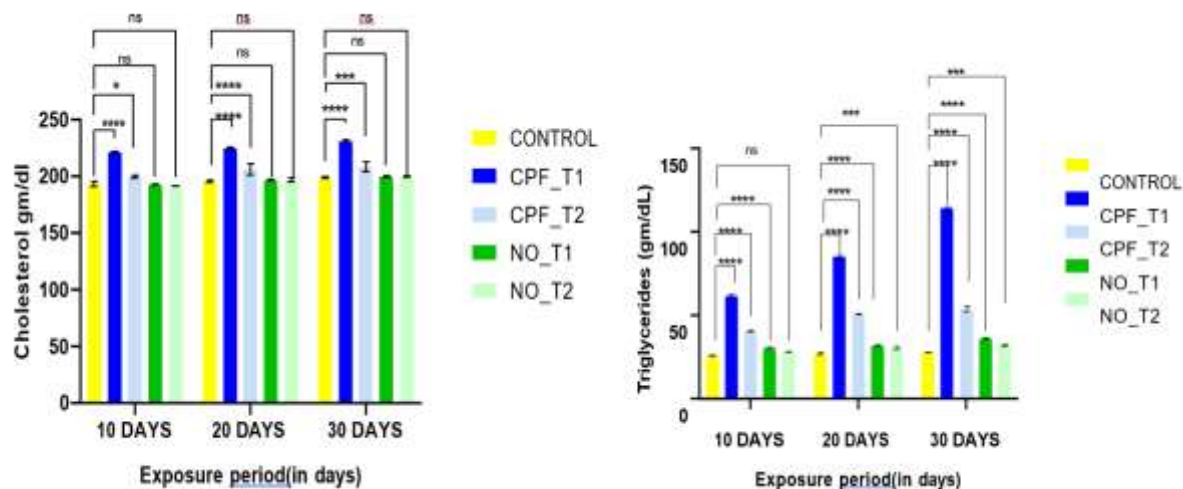 ns
ns
*
****
ns
ns
****
****
ns
ns
***
****
250
200
150
100
50
0
Cholesterol gm/dl
10 DAYS
20 DAYS
30 DAYS
Exposure period(in days)
CONTROL
CPF_T1
CPF_T2
NO_T1
NO_T2
ns
****
****
****
***
****
****
****
***
****
****
****
150
100
50
0
Triglycerides (gm/dL)
10 DAYS
20 DAYS
30 DAYS
Exposure period(in days)
CONTROL
CPF_T1
CPF_T2
NO_T1
NO_T2